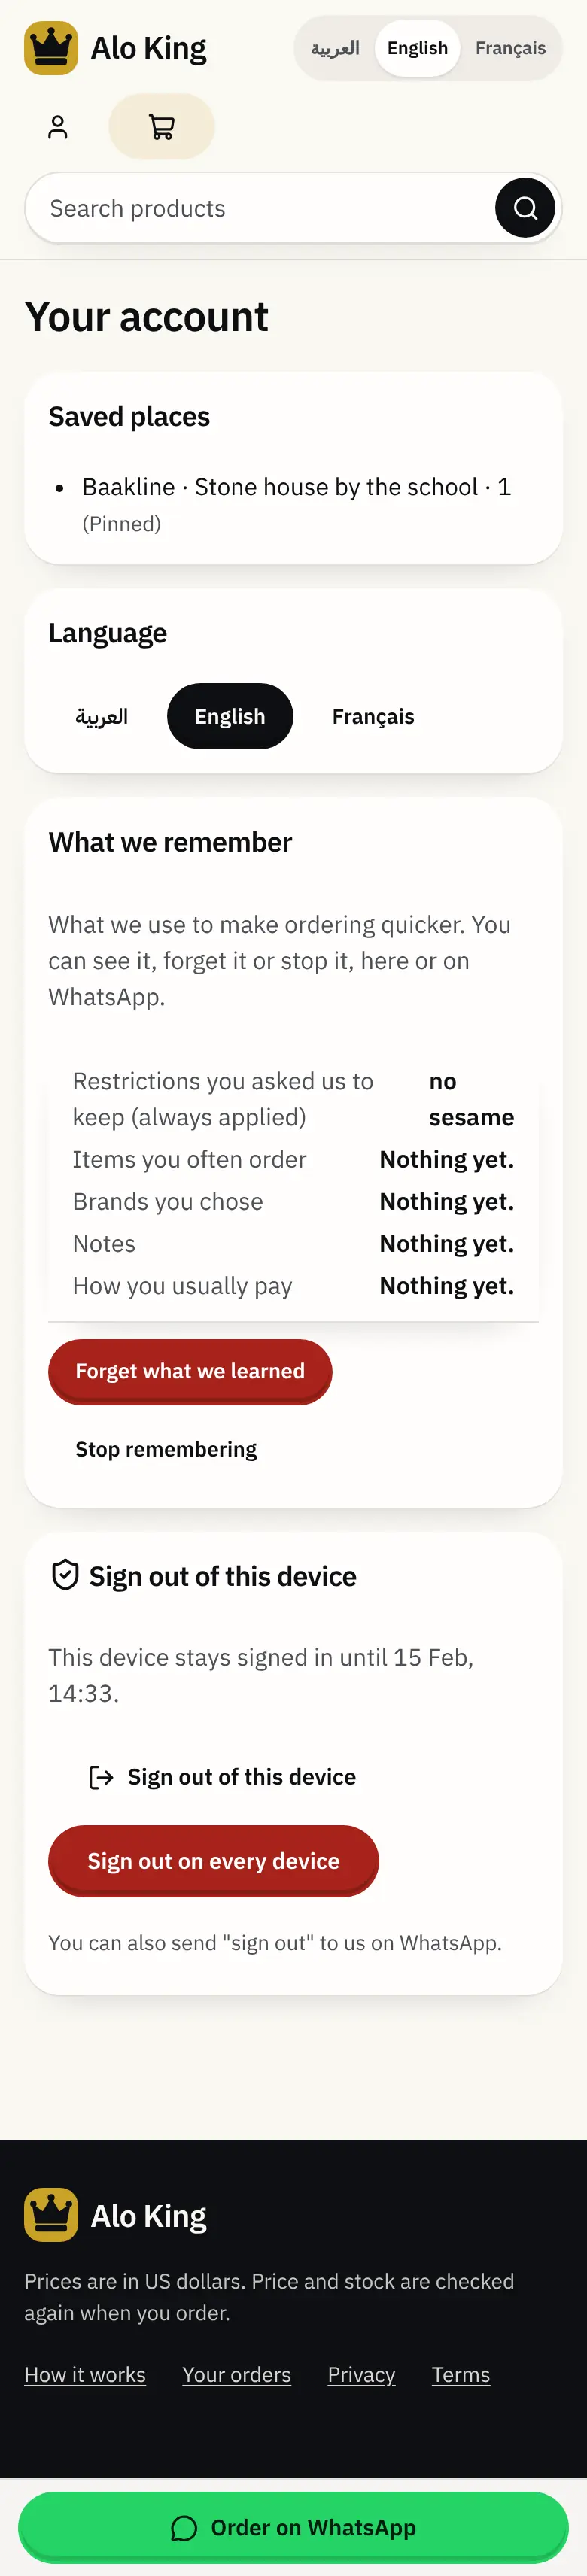 Alo King
العربية English Français
Search products
Your account
Saved places
• Baakline · Stone house by the school · 1
(Pinned)
Language
العربية English Français
What we remember
What we use to make ordering quicker. You
can see it, forget it or stop it, here or on
WhatsApp.
Restrictions you asked us to no
keep (always applied) sesame
Items you often order Nothing yet.
Brands you chose Nothing yet.
Notes Nothing yet.
How you usually pay Nothing yet.
Forget what we learned
Stop remembering
Sign out of this device
This device stays signed in until 15 Feb,
14:33.
Sign out of this device
Sign out on every device
You can also send "sign out" to us on WhatsApp.
Alo King
Prices are in US dollars. Price and stock are checked
again when you order.
How it works Your orders Privacy Terms
Order on WhatsApp